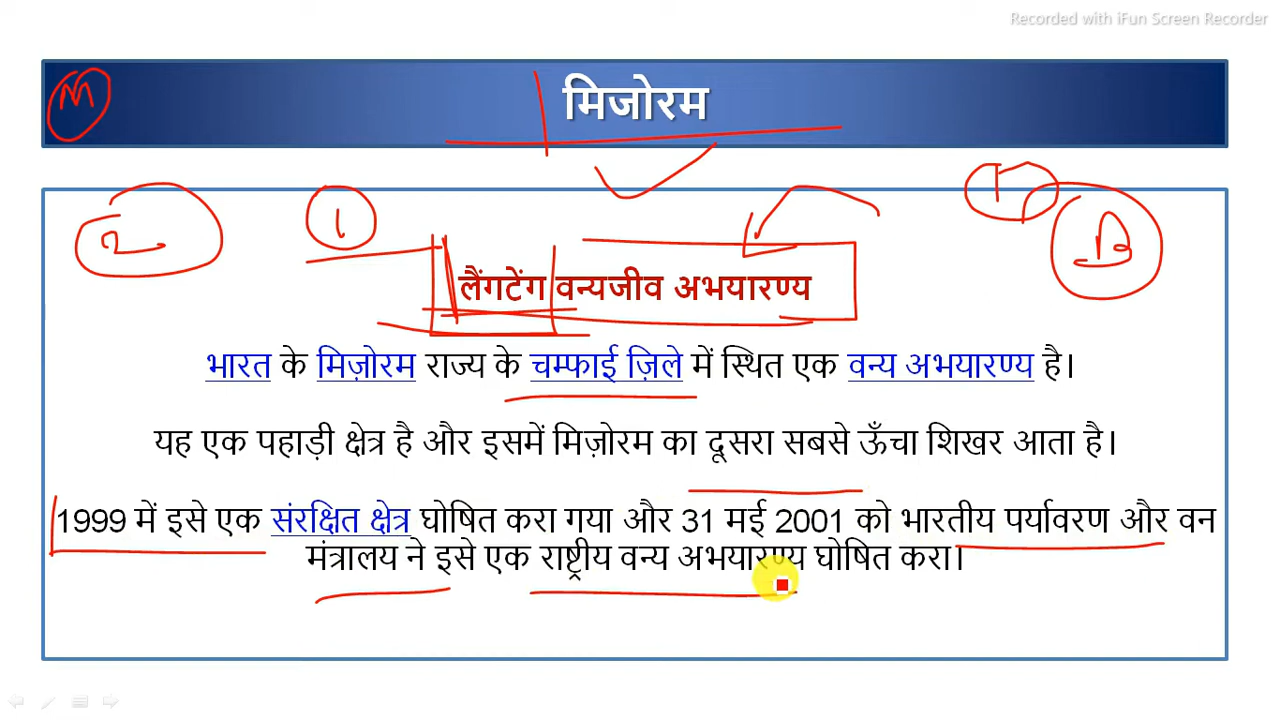 Recorded with iFun Screen Recorder
M
मिजोरम
2
1
T
B
लैंगटेंग वन्यजीव अभयारण्य
भारत के मिज़ोरम राज्य के चम्फाई ज़िले में स्थित एक वन्य अभयारण्य है।
यह एक पहाड़ी क्षेत्र है और इसमें मिज़ोरम का दूसरा सबसे ऊँचा शिखर आता है।
1999 में इसे एक संरक्षित क्षेत्र घोषित करा गया और 31 मई 2001 को भारतीय पर्यावरण और वन
मंत्रालय ने इसे एक राष्ट्रीय वन्य अभयारण्य घोषित करा।